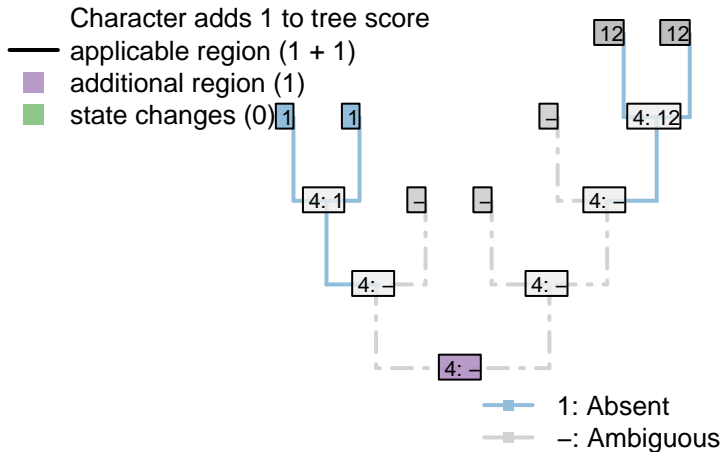 Character adds 1 to tree score
applicable region (1 + 1)
additional region (1)
state changes (0)
12 12
1 1 – 4: 12
4: 1 – – 4: –
4: – 4: –
4: –
1: Absent
–: Ambiguous